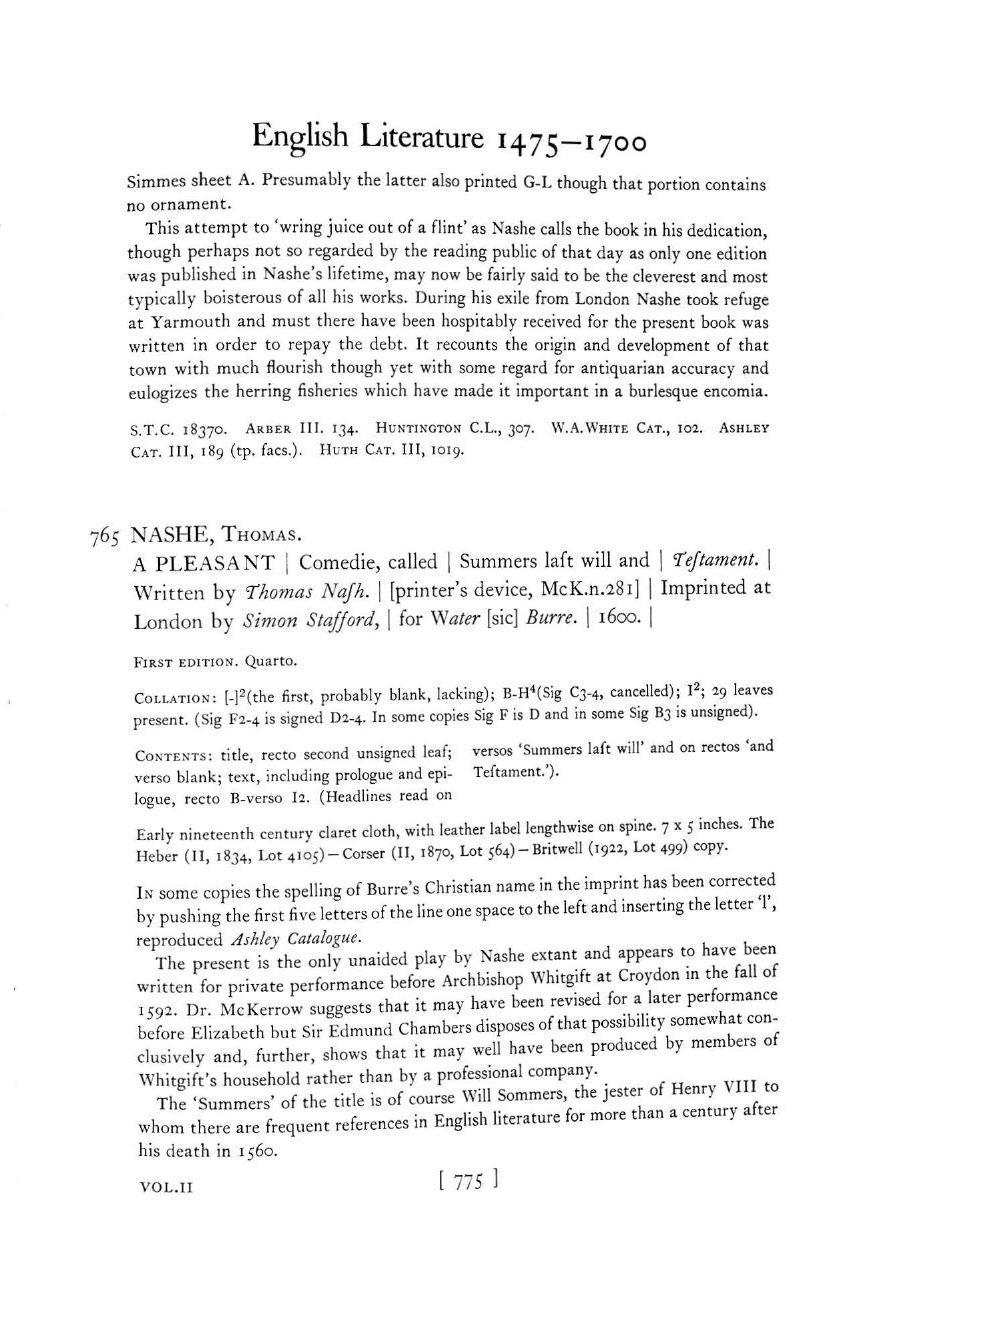 English Literature 1475—1700
Simmes sheet A. Presumably the latter also printed G-L though that portion contains
no ornament.
This attempt to ‘wring juice out of a flint’ as Nashe calls the book in his dedication,
though perhaps not so regarded by the reading public of that day as only one edition
was published in Nashe’s lifetime, may now be fairly said to be the cleverest and most
typically boisterous of all his works. During his exile from London Nashe took refuge
at Yarmouth and must there have been hospitably received for the present book was
written in order to repay the debt. It recounts the origin and development of that
town with much flourish though yet with some regard for antiquarian accuracy and
eulogizes the herring fisheries which have made it important in a burlesque encomia.
S.T.C. 18370. ARBER III. 134. HUNTINGTON C.L., 307. W.A.WHITE CAT., 102. ASHLEY
CAT. III, 189 (tp. facs.). HUTH CAT. III, 1019.
765 NASHE, THOMAS.
A PLEASANT | Comedie, called | Summers laſt will and | Teſtament. |
Written by Thomas Naſh. | [printer’s device, McK.n.281] | Imprinted at
London by Simon Stafford, | for Water [sic] Burre. | 1600. |
FIRST EDITION. Quarto.
COLLATION: [-]²(the first, probably blank, lacking); B-H⁴(Sig C3-4, cancelled); I²; 29 leaves
present. (Sig F2-4 is signed D2-4. In some copies Sig F is D and in some Sig B3 is unsigned).
CONTENTS: title, recto second unsigned leaf;
verso blank; text, including prologue and epi-
logue, recto B-verso I2. (Headlines read on
versos ‘Summers laſt will’ and on rectos ‘and
Teſtament.’).
Early nineteenth century claret cloth, with leather label lengthwise on spine. 7 x 5 inches. The
Heber (II, 1834, Lot 4105) — Corser (II, 1870, Lot 564) — Britwell (1922, Lot 499) copy.
IN some copies the spelling of Burre’s Christian name in the imprint has been corrected
by pushing the first five letters of the line one space to the left and inserting the letter ‘l’,
reproduced Ashley Catalogue.
The present is the only unaided play by Nashe extant and appears to have been
written for private performance before Archbishop Whitgift at Croydon in the fall of
1592. Dr. McKerrow suggests that it may have been revised for a later performance
before Elizabeth but Sir Edmund Chambers disposes of that possibility somewhat con-
clusively and, further, shows that it may well have been produced by members of
Whitgift’s household rather than by a professional company.
The ‘Summers’ of the title is of course Will Sommers, the jester of Henry VIII to
whom there are frequent references in English literature for more than a century after
his death in 1560.
VOL.II [ 775 ]